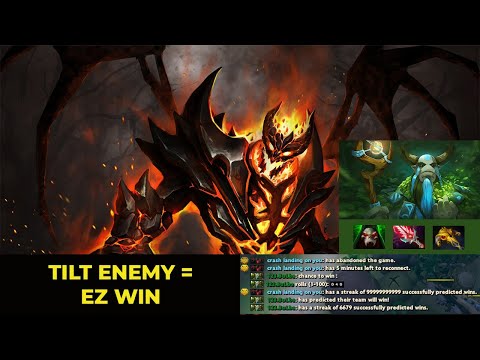 TILT ENEMY =
EZ WIN
crash landing on you: has abandoned the game.
crash landing on you: has 5 minutes left to reconnect.
chance to win :
rolls (1-100):
crash landing on you: has a streak of 99999999999 successfully predicted wins.
has predicted their team will win!
has a streak of 6679 successfully predicted wins.